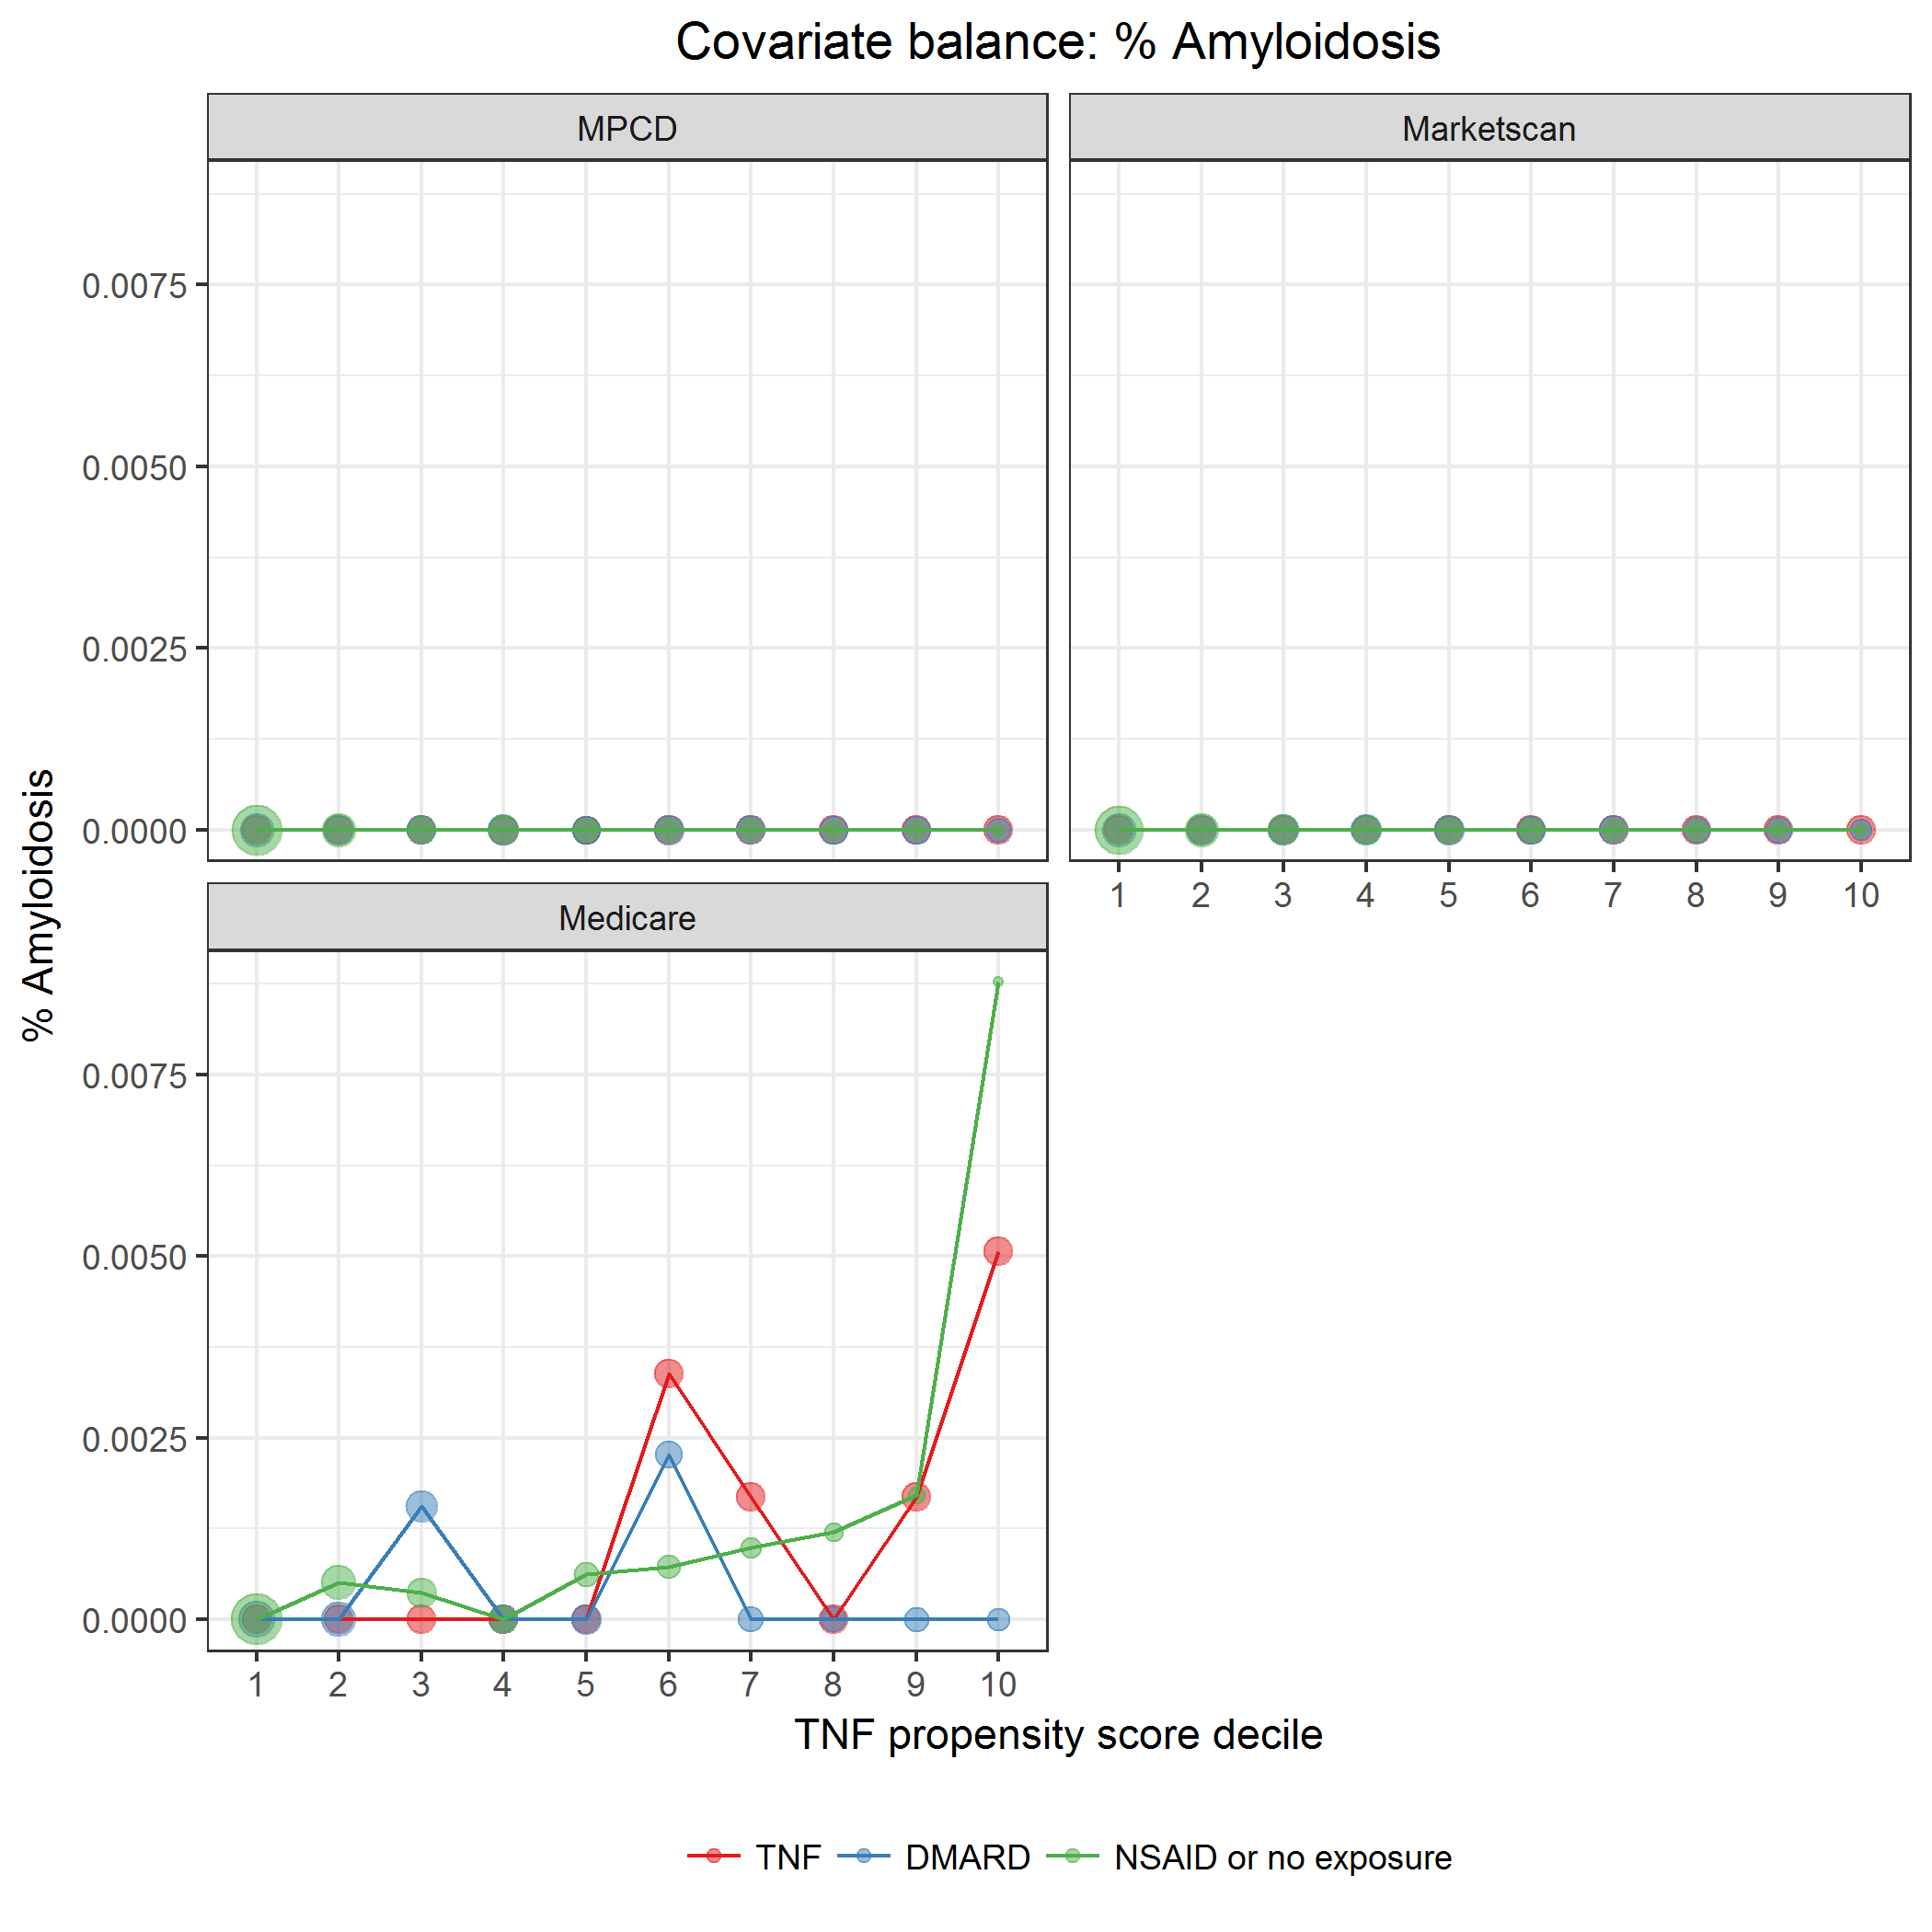 Covariate balance: % Amyloidosis
MPCD
Marketscan
0.0075
0.0050
0.0025
0.0000
1 2 3 4 5 6 7 8 9 10
% Amyloidosis
Medicare
0.0075
0.0050
0.0025
0.0000
1 2 3 4 5 6 7 8 9 10
TNF propensity score decile
TNF DMARD NSAID or no exposure